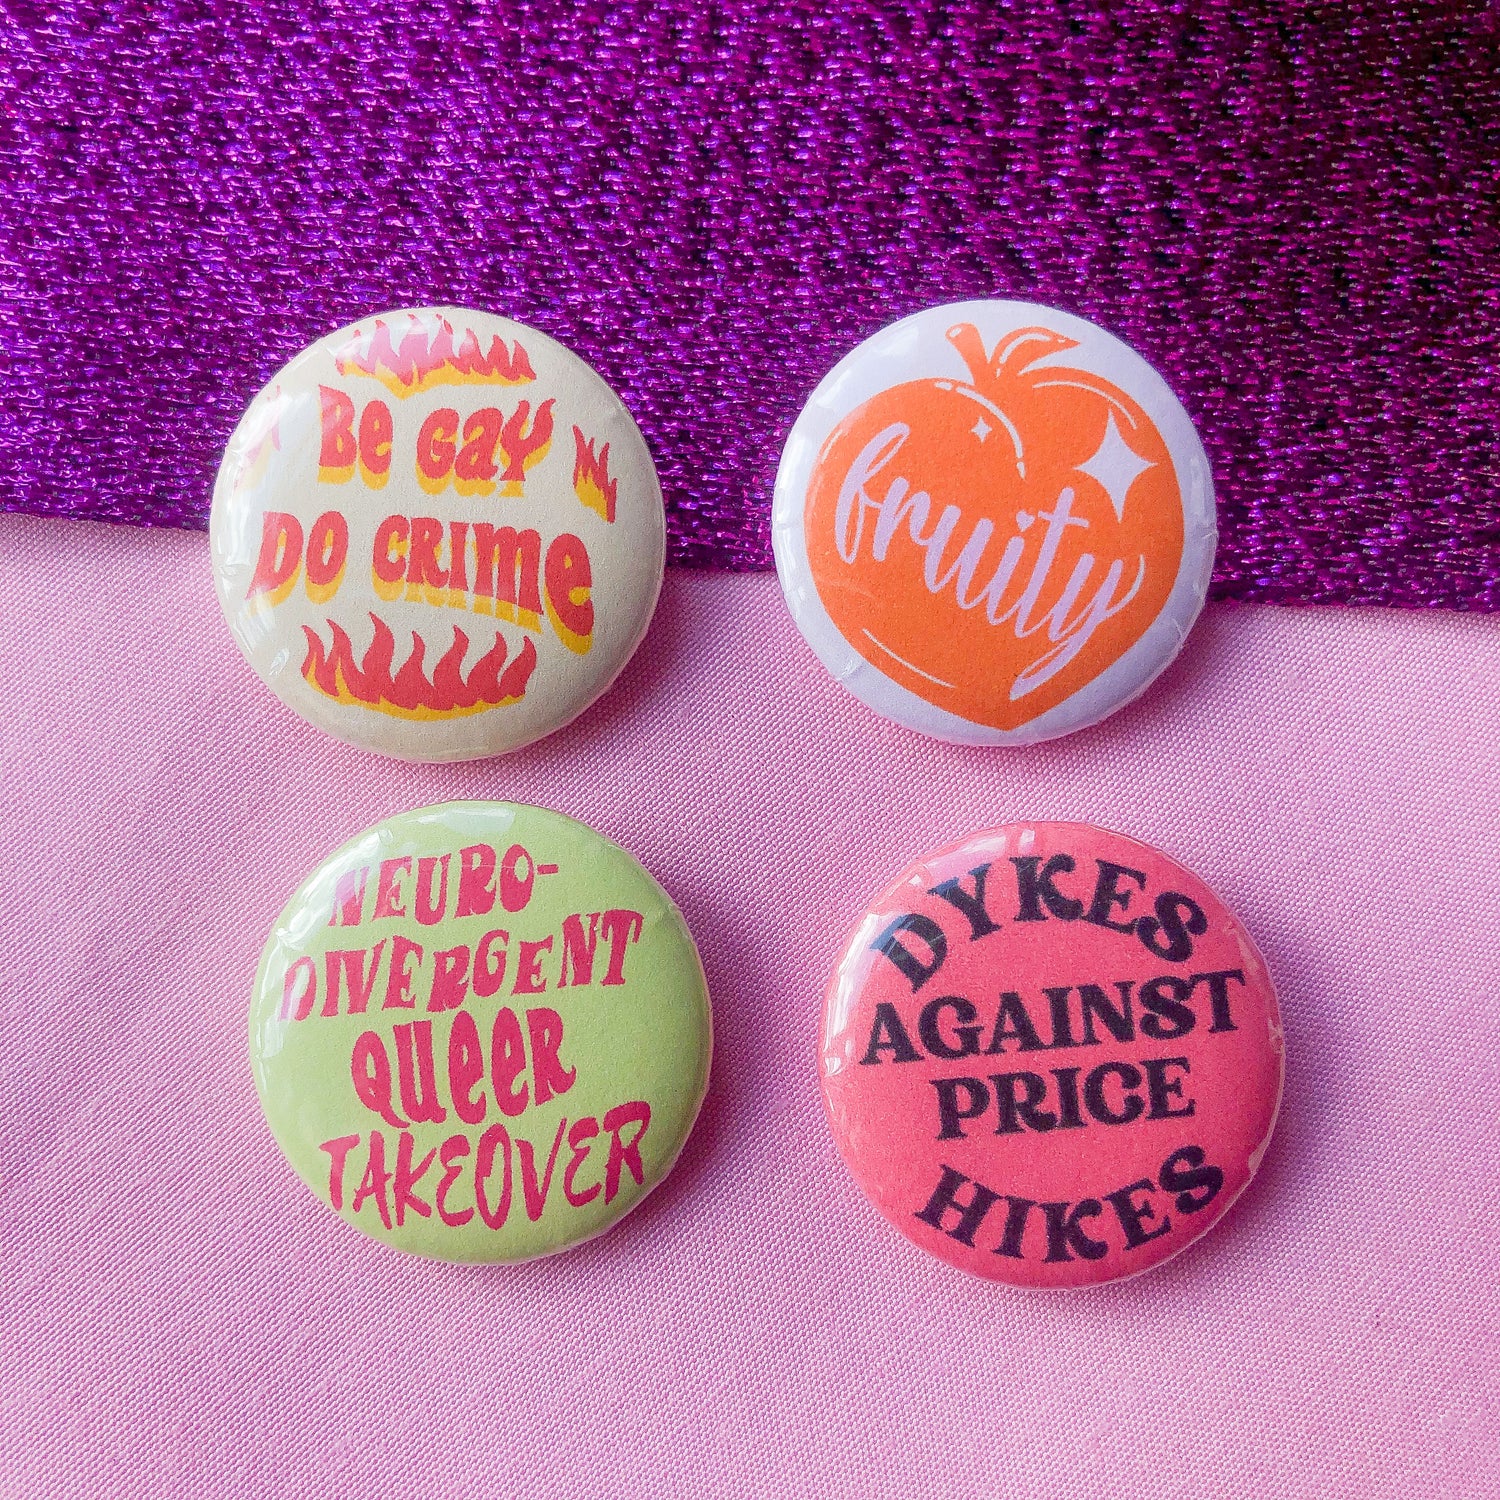 Be Gay
Do Crime
fruity
NEURO-
DIVERGENT
QUEER
TAKEOVER
DYKES
AGAINST
PRICE
HIKES